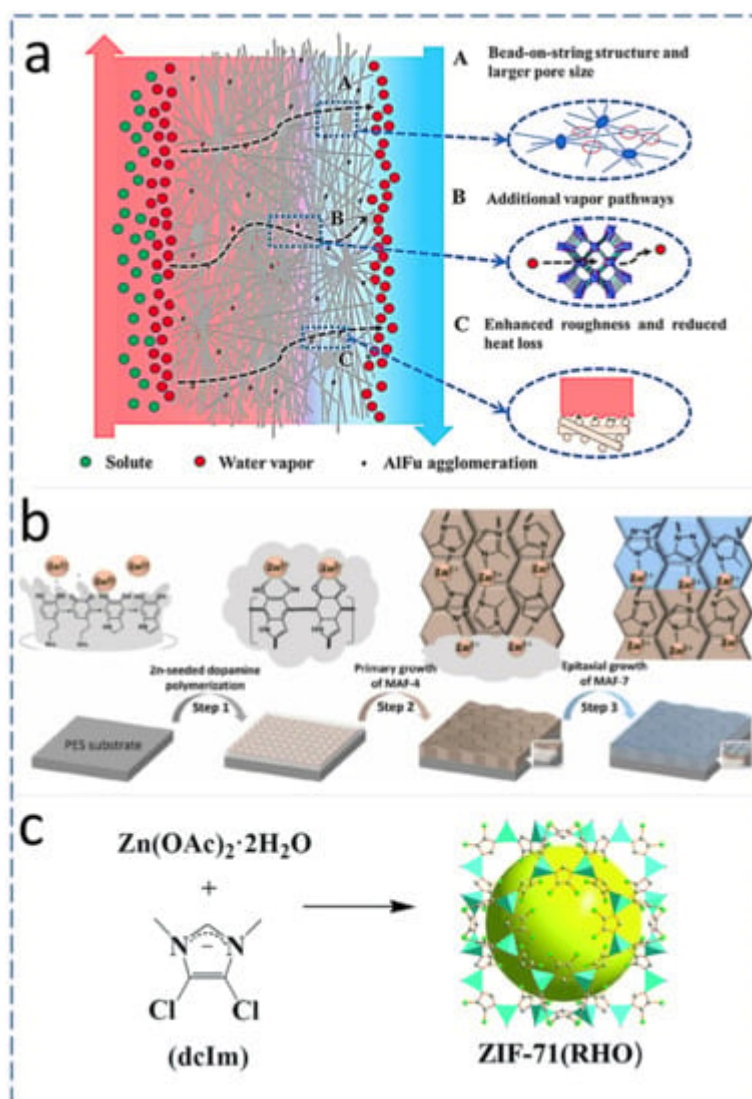 a
A
Bead-on-string structure and
larger pore size
A
B
Additional vapor pathways
B
C
Enhanced roughness and reduced
heat loss
C
Solute
Water vapor
AlFu agglomeration
b
Zn-seeded dopamine
polymerization
Step 1
Primary growth
of MAF-4
Step 2
Epitaxial growth
of MAF-7
Step 3
PES substrate
c
Zn(OAc)2·2H2O
+
N
N
−
Cl
Cl
(dcIm)
ZIF-71(RHO)